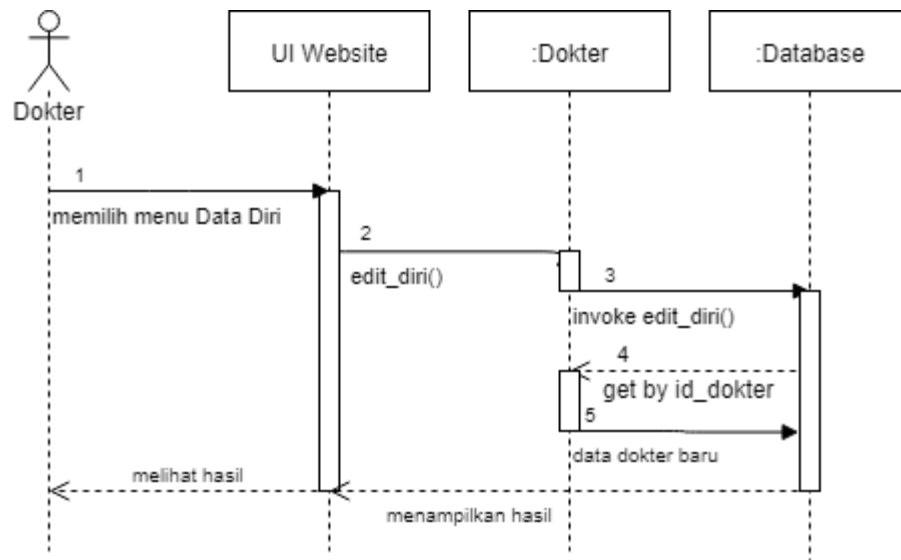 UI Website
:Dokter
:Database
Dokter
1
memilih menu Data Diri
2
edit_diri()
3
invoke edit_diri()
4
get by id_dokter
5
data dokter baru
melihat hasil
menampilkan hasil